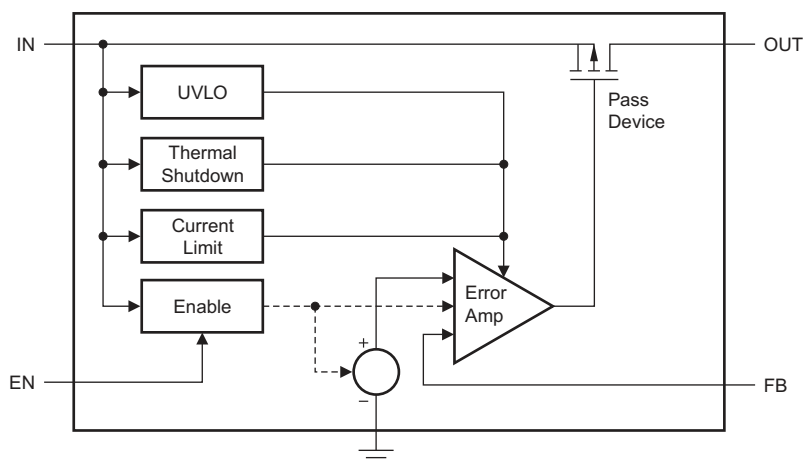 IN
OUT
UVLO
Pass
Device
Thermal
Shutdown
Current
Limit
Enable
Error
Amp
+
−
EN
FB